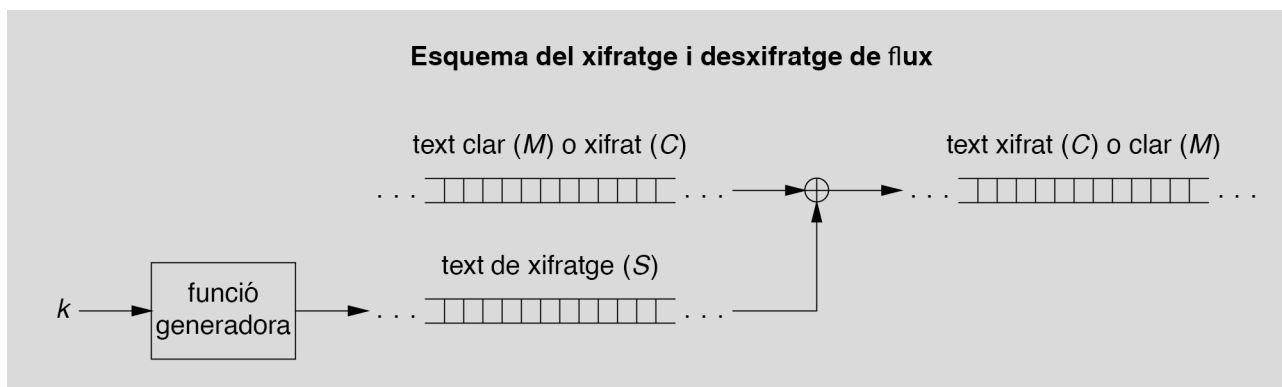 Esquema del xifratge i desxifratge de flux
text clar (M) o xifrat (C)
text xifrat (C) o clar (M)
. . . . . . . . . . . .
text de xifratge (S)
k
funció
generadora
. . . . . .